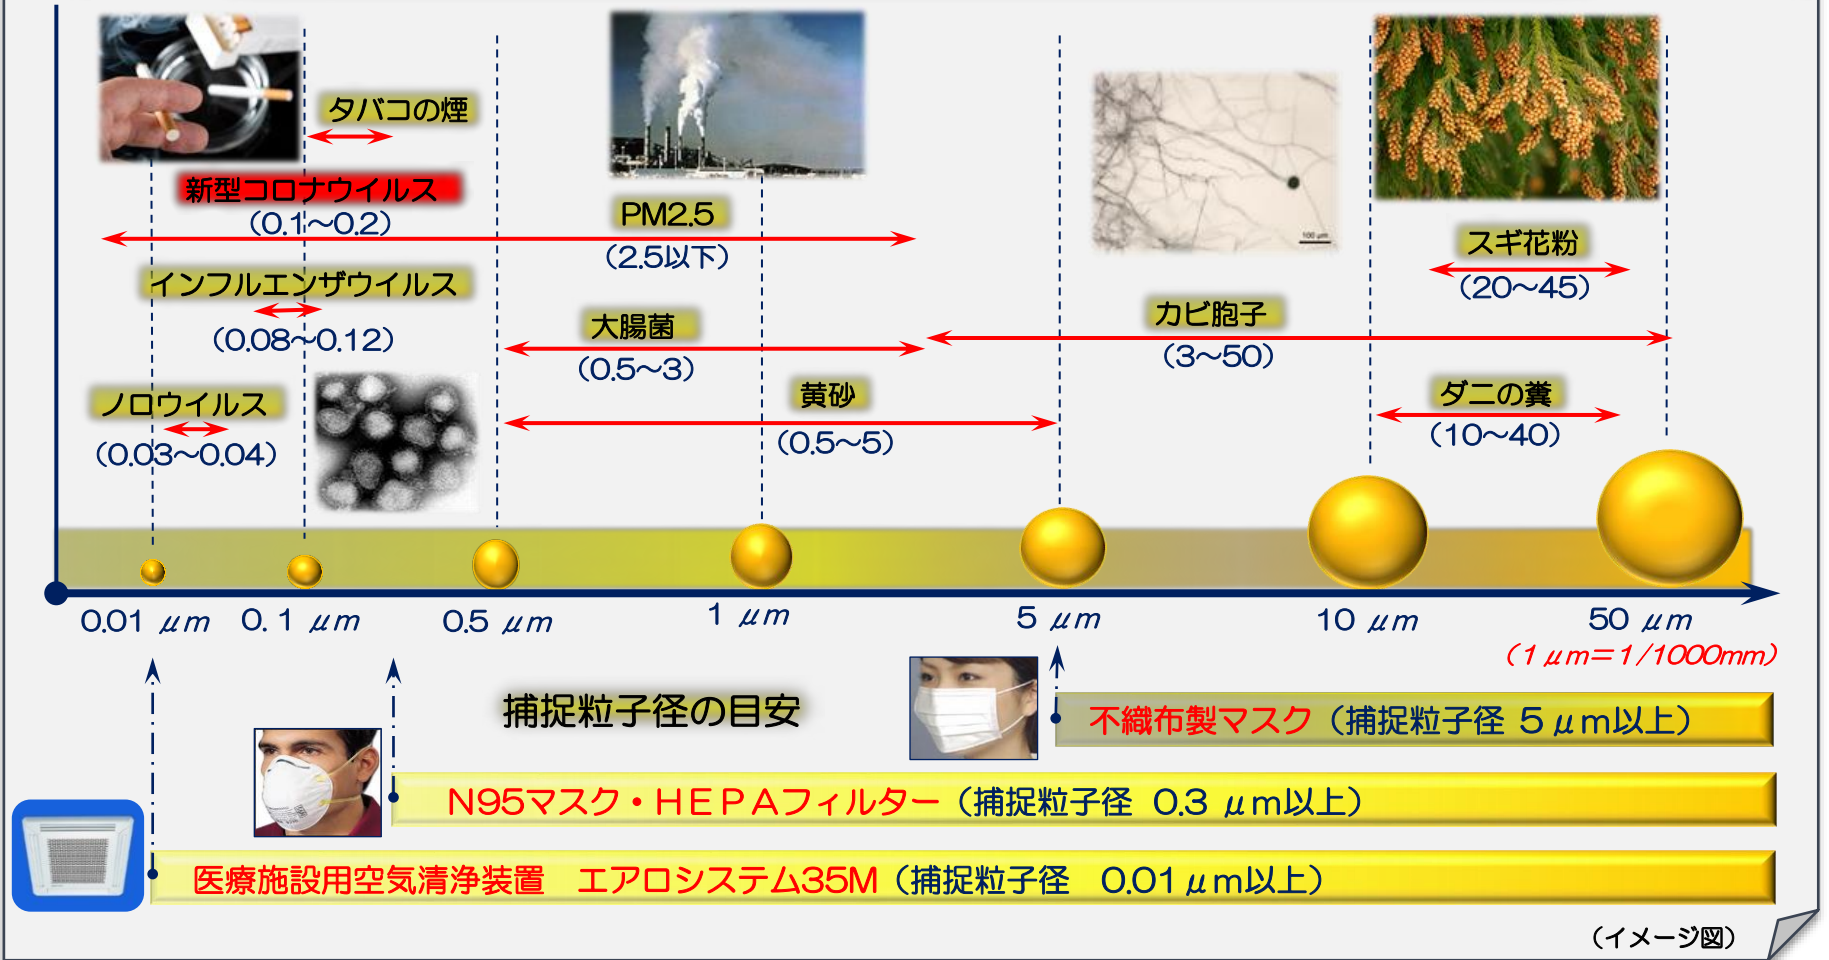 タバコの煙
新型コロナウイルス
（0.1～0.2）
PM2.5
（2.5以下）
100 μm
スギ花粉
（20～45）
インフルエンザウイルス
（0.08～0.12）
大腸菌
（0.5～3）
カビ胞子
（3～50）
ノロウイルス
（0.03～0.04）
黄砂
（0.5～5）
ダニの糞
（10～40）
0.01 μm
0.1 μm
0.5 μm
1 μm
5 μm
10 μm
50 μm
（1μm＝1/1000mm）
捕捉粒子径の目安
不織布製マスク（捕捉粒子径 5μm以上）
N95マスク・HEPAフィルター（捕捉粒子径 0.3 μm以上）
医療施設用空気清浄装置 エアロシステム35M（捕捉粒子径 0.01μm以上）
（イメージ図）